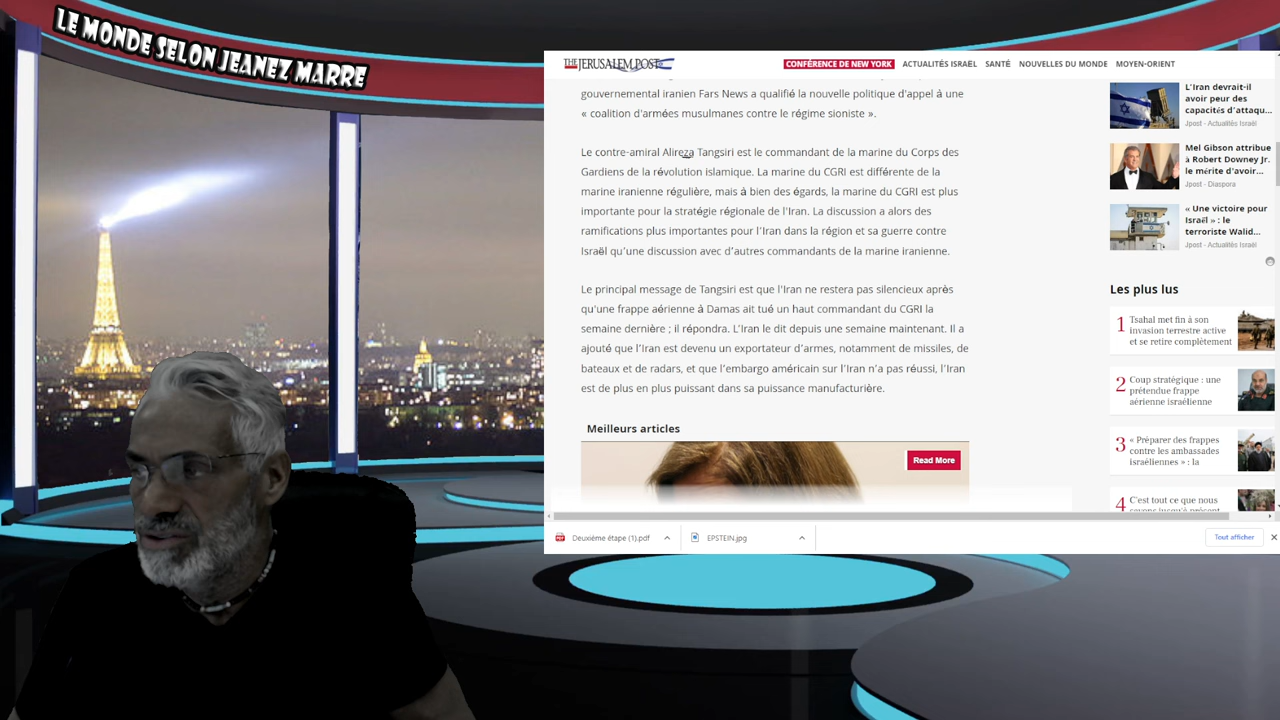 LE MONDE SELON JEANEZ MARRE
THE JERUSALEM POST
CONFÉRENCE DE NEW YORK ACTUALITÉS ISRAËL SANTÉ NOUVELLES DU MONDE MOYEN-ORIENT
gouvernemental iranien Fars News a qualifié la nouvelle politique d'appel à une
« coalition d'armées musulmanes contre le régime sioniste ».
Le contre-amiral Alireza Tangsiri est le commandant de la marine du Corps des
Gardiens de la révolution islamique. La marine du CGRI est différente de la
marine iranienne régulière, mais à bien des égards, la marine du CGRI est plus
importante pour la stratégie régionale de l'Iran. La discussion a alors des
ramifications plus importantes pour l'Iran dans la région et sa guerre contre
Israël qu'une discussion avec d'autres commandants de la marine iranienne.
Le principal message de Tangsiri est que l'Iran ne restera pas silencieux après
qu'une frappe aérienne à Damas ait tué un haut commandant du CGRI la
semaine dernière ; il répondra. L'Iran le dit depuis une semaine maintenant. Il a
ajouté que l'Iran est devenu un exportateur d'armes, notamment de missiles, de
bateaux et de radars, et que l'embargo américain sur l'Iran n'a pas réussi, l'Iran
est de plus en plus puissant dans sa puissance manufacturière.
Meilleurs articles
Read More
L'Iran devrait-il
avoir peur des
capacités d'attaqu...
Jpost - Actualités Israël
Mel Gibson attribue
à Robert Downey Jr.
le mérite d'avoir...
Jpost - Diaspora
« Une victoire pour
Israël » : le
terroriste Walid...
Jpost - Actualités Israël
Les plus lus
1 Tsahal met fin à son
invasion terrestre active
et se retire complètement
2 Coup stratégique : une
prétendue frappe
aérienne israélienne
3 « Préparer des frappes
contre les ambassades
israéliennes » : la
4 C'est tout ce que nous
savons jusqu'à présent
Deuxième étape (1).pdf
EPSTEIN.jpg
Tout afficher